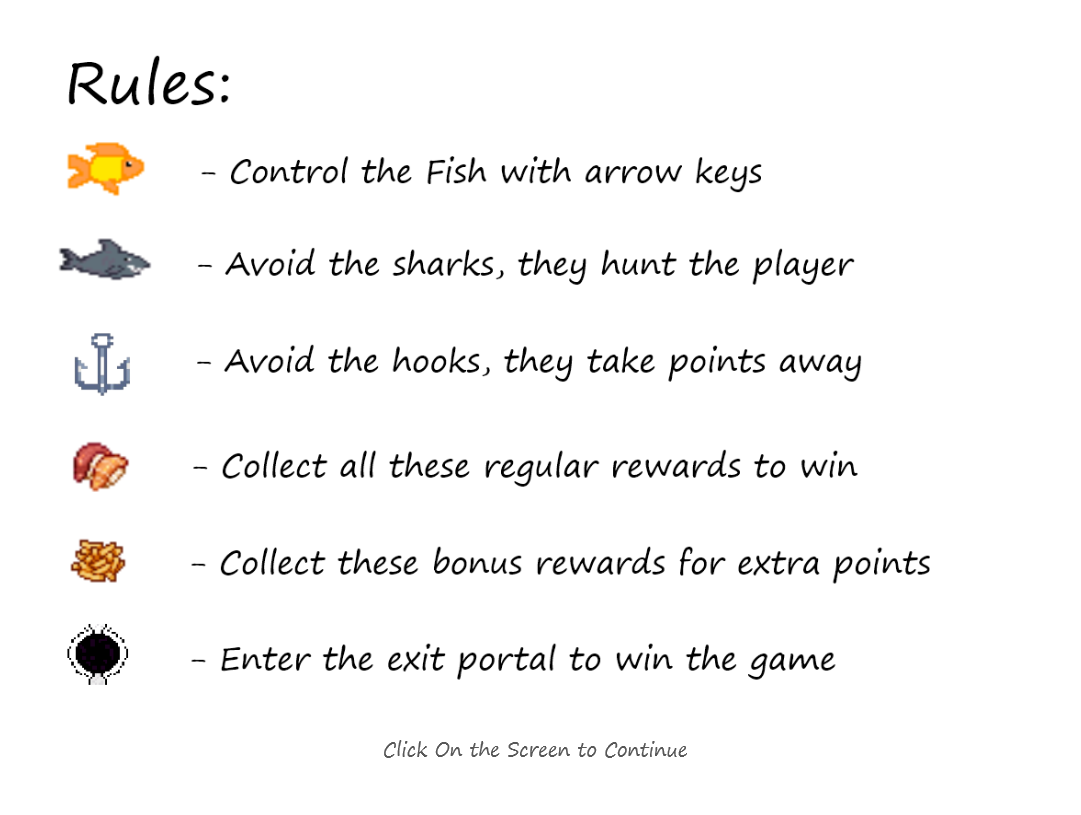 Rules:
- Control the Fish with arrow keys
- Avoid the sharks, they hunt the player
- Avoid the hooks, they take points away
- Collect all these regular rewards to win
- Collect these bonus rewards for extra points
- Enter the exit portal to win the game
Click On the Screen to Continue